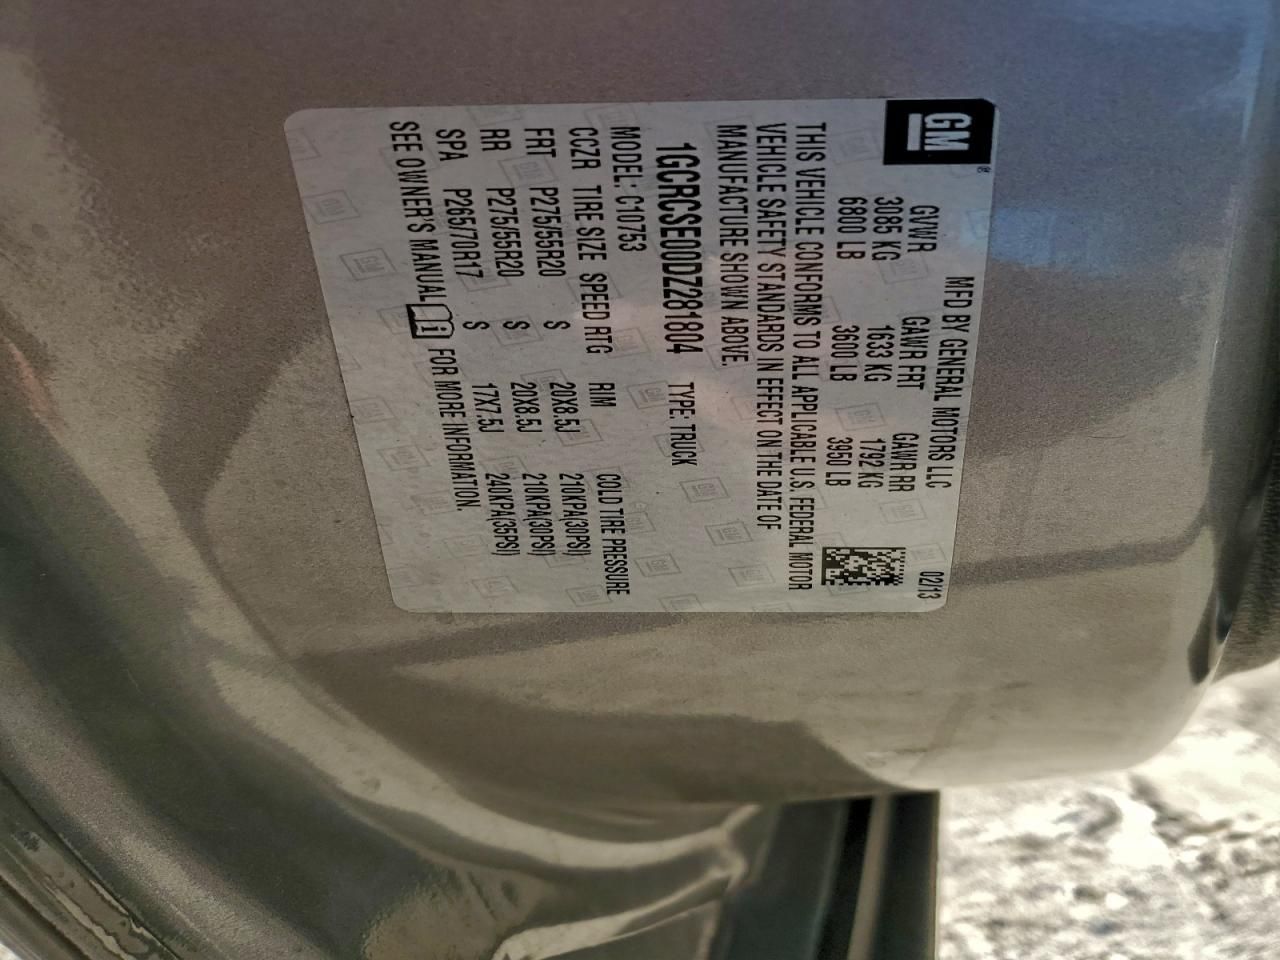 GM
MFD BY GENERAL MOTORS LLC 02/13
GVWR GAWR FRT GAWR RR
3085 KG 1633 KG 1792 KG
6800 LB 3600 LB 3950 LB
THIS VEHICLE CONFORMS TO ALL APPLICABLE U.S. FEDERAL MOTOR
VEHICLE SAFETY STANDARDS IN EFFECT ON THE DATE OF
MANUFACTURE SHOWN ABOVE.
1GCRCSE00DZ281804 TYPE: TRUCK
MODEL: C10753
CCZR TIRE SIZE SPEED RTG RIM COLD TIRE PRESSURE
FRT P275/55R20 S 20X8.5J 210KPA(30PSI)
RR P275/55R20 S 20X8.5J 210KPA(30PSI)
SPA P265/70R17 S 17X7.5J 240KPA(35PSI)
SEE OWNER'S MANUAL i FOR MORE INFORMATION.